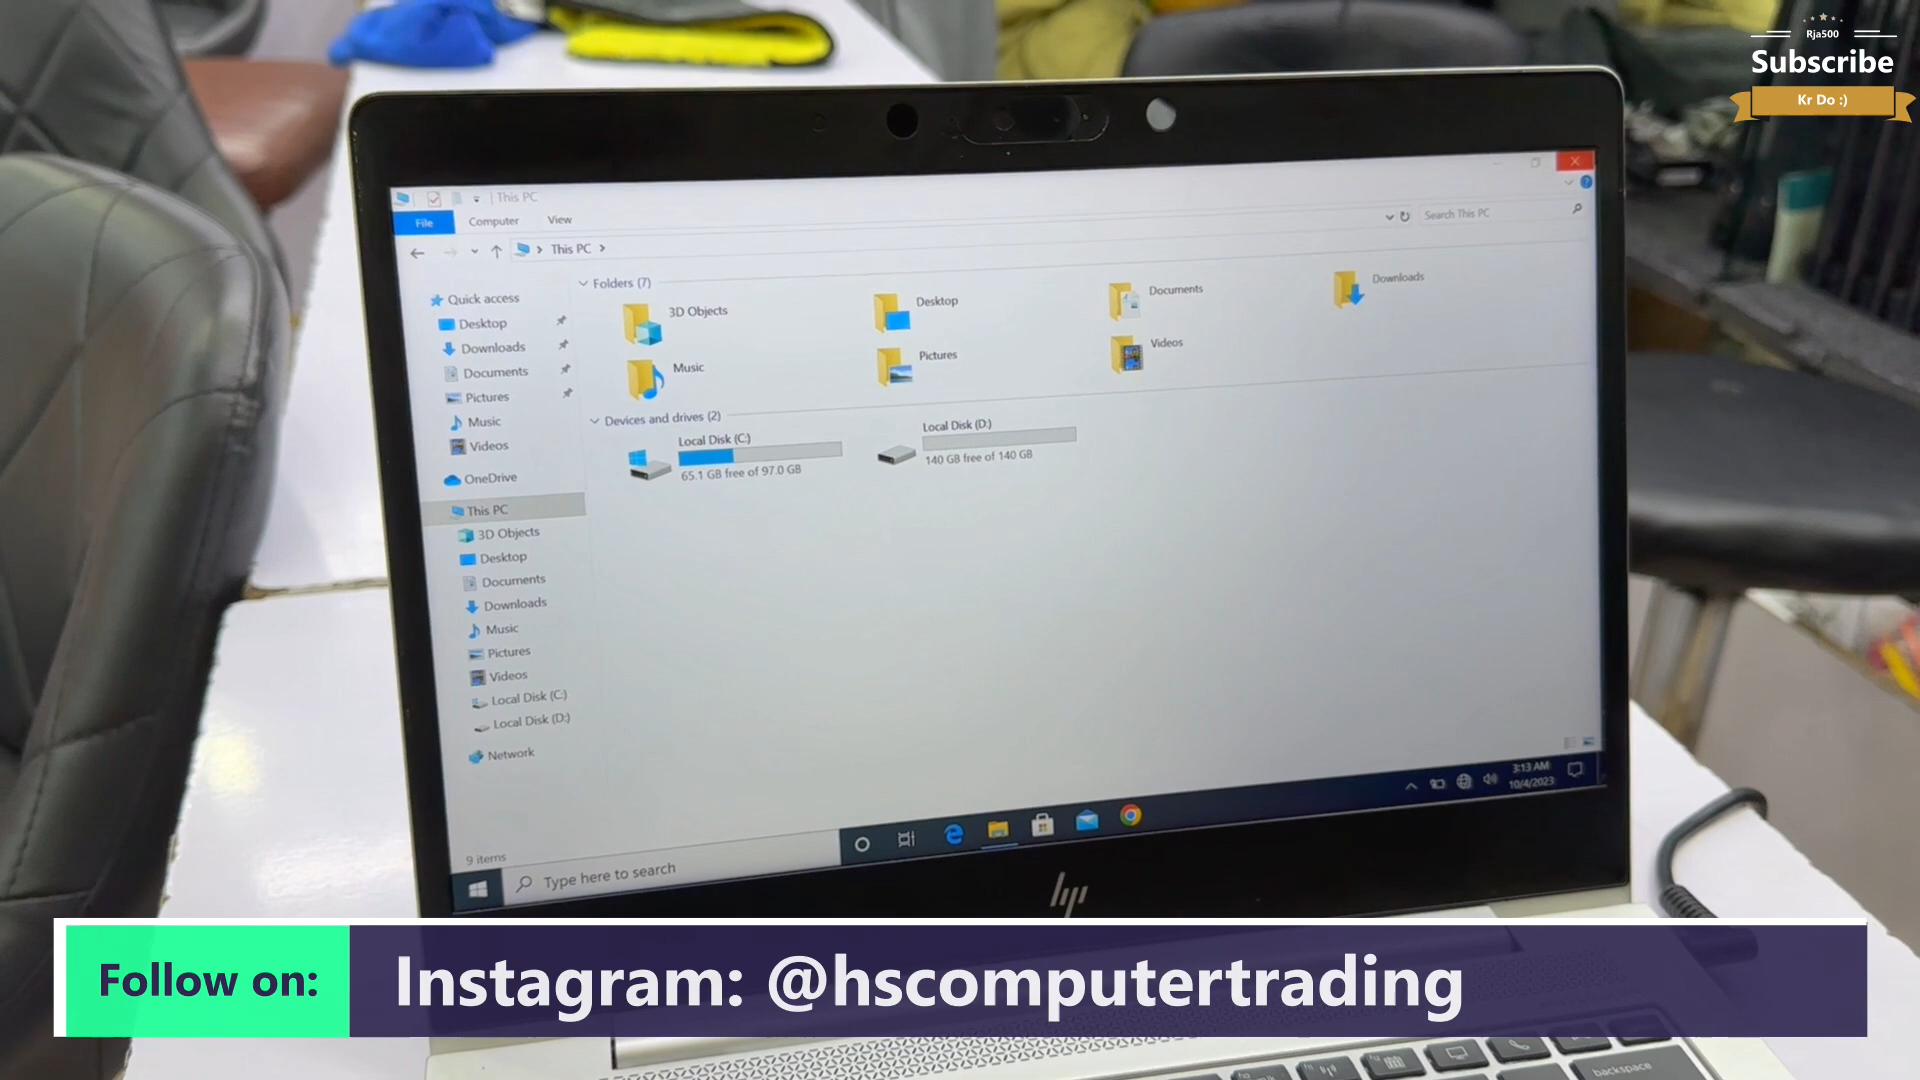 Rja500
Subscribe
Kr Do :)
This PC
File
Computer
View
This PC
Search This PC
Quick access
Desktop
Downloads
Documents
Pictures
Music
Videos
OneDrive
This PC
3D Objects
Desktop
Documents
Downloads
Music
Pictures
Videos
Local Disk (C:)
Local Disk (D:)
Network
9 items
Folders (7)
3D Objects
Desktop
Documents
Downloads
Music
Pictures
Videos
Devices and drives (2)
Local Disk (C:)
65.1 GB free of 97.0 GB
Local Disk (D:)
140 GB free of 140 GB
Type here to search
3:13 AM
10/4/2023
hp
Follow on:
Instagram: @hscomputertrading
backspace